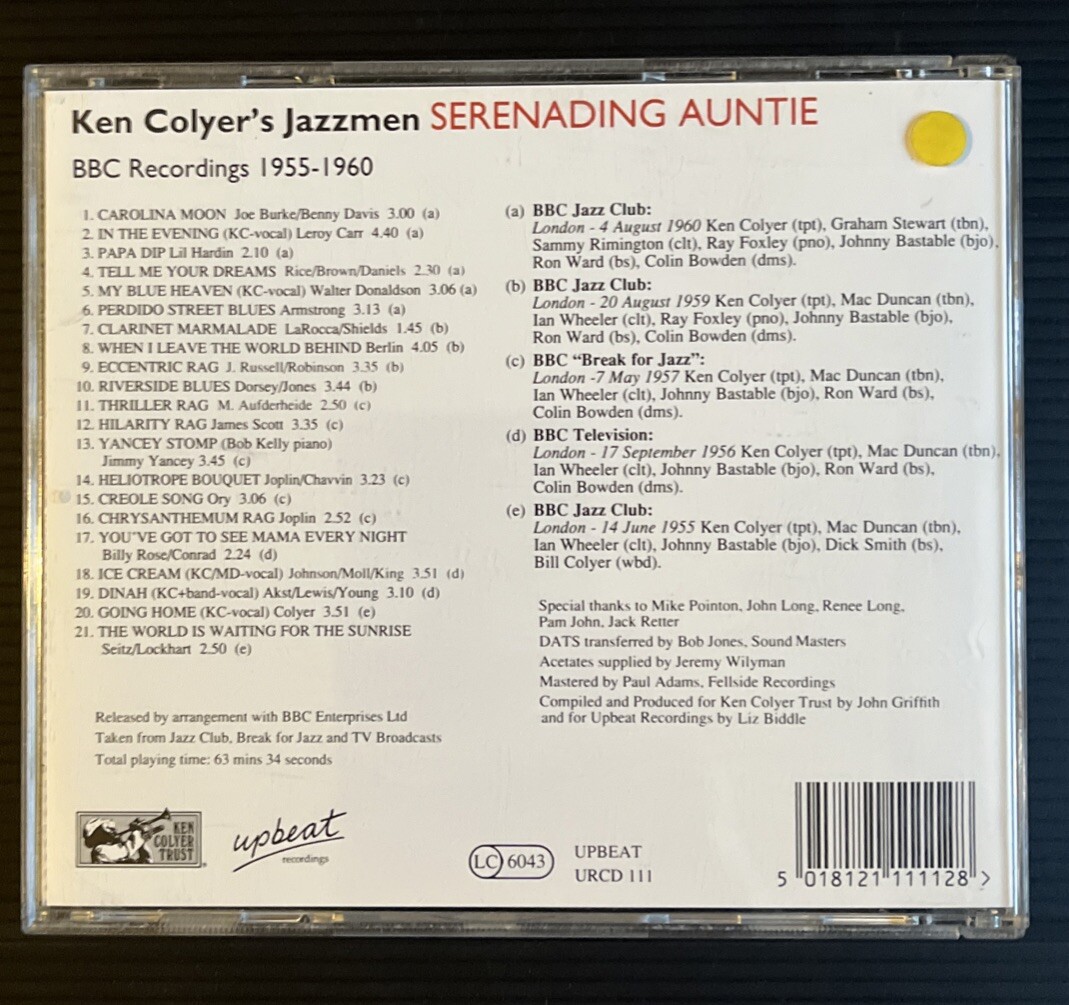 Ken Colyer's Jazzmen SERENADING AUNTIE
BBC Recordings 1955-1960
1. CAROLINA MOON Joe Burke/Benny Davis 3.00 (a)
2. IN THE EVENING (KC-vocal) Leroy Carr 4.40 (a)
3. PAPA DIP Lil Hardin 2.10 (a)
4. TELL ME YOUR DREAMS Rice/Brown/Daniels 2.30 (a)
5. MY BLUE HEAVEN (KC-vocal) Walter Donaldson 3.06 (a)
6. PERDIDO STREET BLUES Armstrong 3.13 (a)
7. CLARINET MARMALADE LaRocca/Shields 1.45 (b)
8. WHEN I LEAVE THE WORLD BEHIND Berlin 4.05 (b)
9. ECCENTRIC RAG J. Russell/Robinson 3.35 (b)
10. RIVERSIDE BLUES Dorsey/Jones 3.44 (b)
11. THRILLER RAG M. Aufderheide 2.50 (c)
12. HILARITY RAG James Scott 3.35 (c)
13. YANCEY STOMP (Bob Kelly piano)
Jimmy Yancey 3.45 (c)
14. HELIOTROPE BOUQUET Joplin/Chavvin 3.23 (c)
15. CREOLE SONG Ory 3.06 (c)
16. CHRYSANTHEMUM RAG Joplin 2.52 (c)
17. YOU"VE GOT TO SEE MAMA EVERY NIGHT
Billy Rose/Conrad 2.24 (d)
18. ICE CREAM (KC/MD-vocal) Johnson/Moll/King 3.51 (d)
19. DINAH (KC+band-vocal) Akst/Lewis/Young 3.10 (d)
20. GOING HOME (KC-vocal) Colyer 3.51 (e)
21. THE WORLD IS WAITING FOR THE SUNRISE
Seitz/Lockhart 2.50 (e)
Released by arrangement with BBC Enterprises Ltd
Taken from Jazz Club, Break for Jazz and TV Broadcasts
Total playing time: 63 mins 34 seconds
(a) BBC Jazz Club:
London - 4 August 1960 Ken Colyer (tpt), Graham Stewart (tbn),
Sammy Rimington (clt), Ray Foxley (pno), Johnny Bastable (bjo),
Ron Ward (bs), Colin Bowden (dms).
(b) BBC Jazz Club:
London - 20 August 1959 Ken Colyer (tpt), Mac Duncan (tbn),
Ian Wheeler (clt), Ray Foxley (pno), Johnny Bastable (bjo),
Ron Ward (bs), Colin Bowden (dms).
(c) BBC "Break for Jazz":
London -7 May 1957 Ken Colyer (tpt), Mac Duncan (tbn),
Ian Wheeler (clt), Johnny Bastable (bjo), Ron Ward (bs),
Colin Bowden (dms).
(d) BBC Television:
London - 17 September 1956 Ken Colyer (tpt), Mac Duncan (tbn),
Ian Wheeler (clt), Johnny Bastable (bjo), Ron Ward (bs),
Colin Bowden (dms).
(e) BBC Jazz Club:
London - 14 June 1955 Ken Colyer (tpt), Mac Duncan (tbn),
Ian Wheeler (clt), Johnny Bastable (bjo), Dick Smith (bs),
Bill Colyer (wbd).
Special thanks to Mike Pointon, John Long, Renee Long,
Pam John, Jack Retter
DATS transferred by Bob Jones, Sound Masters
Acetates supplied by Jeremy Wilyman
Mastered by Paul Adams, Fellside Recordings
Compiled and Produced for Ken Colyer Trust by John Griffith
and for Upbeat Recordings by Liz Biddle
KEN
COLYER
TRUST
upbeat
recordings
LC 6043
UPBEAT
URCD 111
5 018121 111128 >